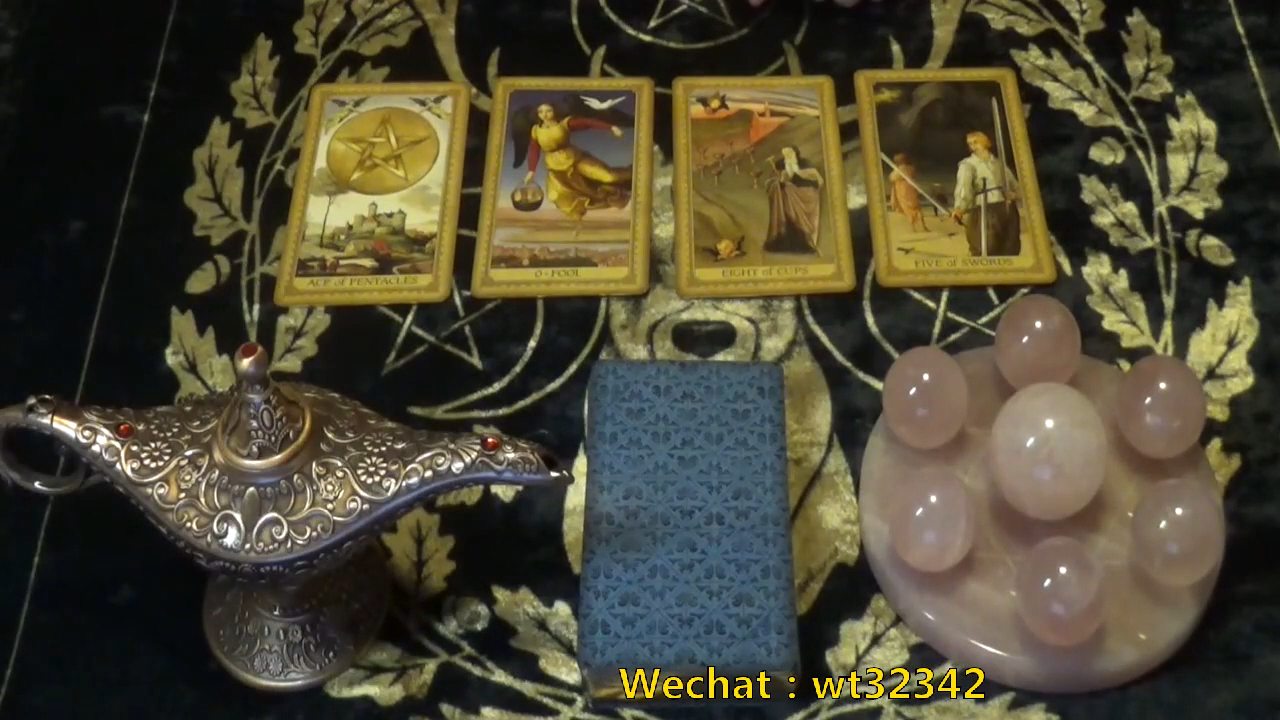 ACE of PENTACLES
0 • FOOL
EIGHT of CUPS
FIVE of SWORDS
Wechat : wt32342